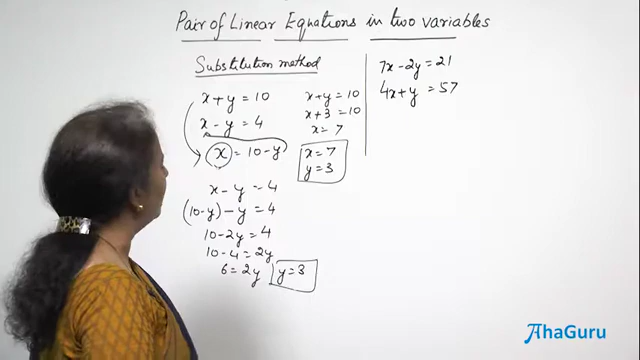 Pair of Linear Equations in two variables
Substitution method
x + y = 10
x - y = 4
x = 10 - y
x - y = 4
(10-y) - y = 4
10 - 2y = 4
10 - 4 = 2y
6 = 2y
y = 3
x + y = 10
x + 3 = 10
x = 7
x = 7
y = 3
7x - 2y = 21
4x + y = 57
AhaGuru